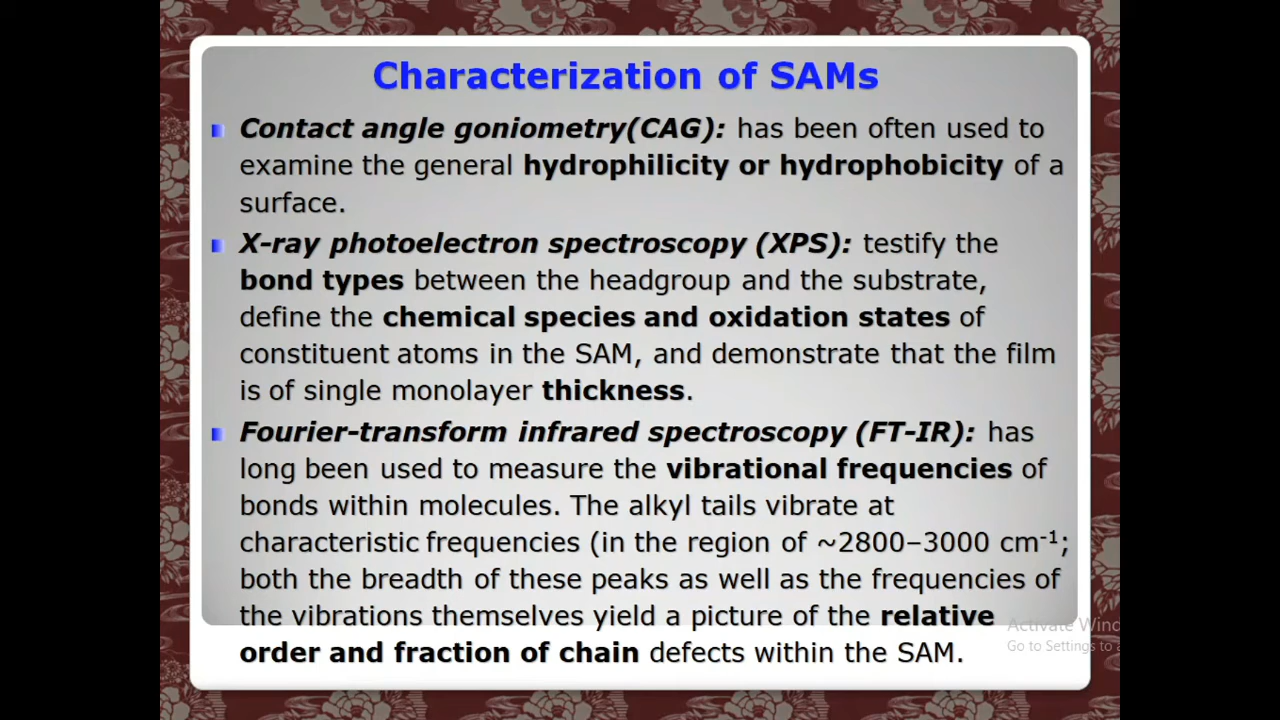 Characterization of SAMs
Contact angle goniometry(CAG): has been often used to
examine the general hydrophilicity or hydrophobicity of a
surface.
X-ray photoelectron spectroscopy (XPS): testify the
bond types between the headgroup and the substrate,
define the chemical species and oxidation states of
constituent atoms in the SAM, and demonstrate that the film
is of single monolayer thickness.
Fourier-transform infrared spectroscopy (FT-IR): has
long been used to measure the vibrational frequencies of
bonds within molecules. The alkyl tails vibrate at
characteristic frequencies (in the region of ~2800–3000 cm-1;
both the breadth of these peaks as well as the frequencies of
the vibrations themselves yield a picture of the relative
order and fraction of chain defects within the SAM.
Activate Wind
Go to Settings to a